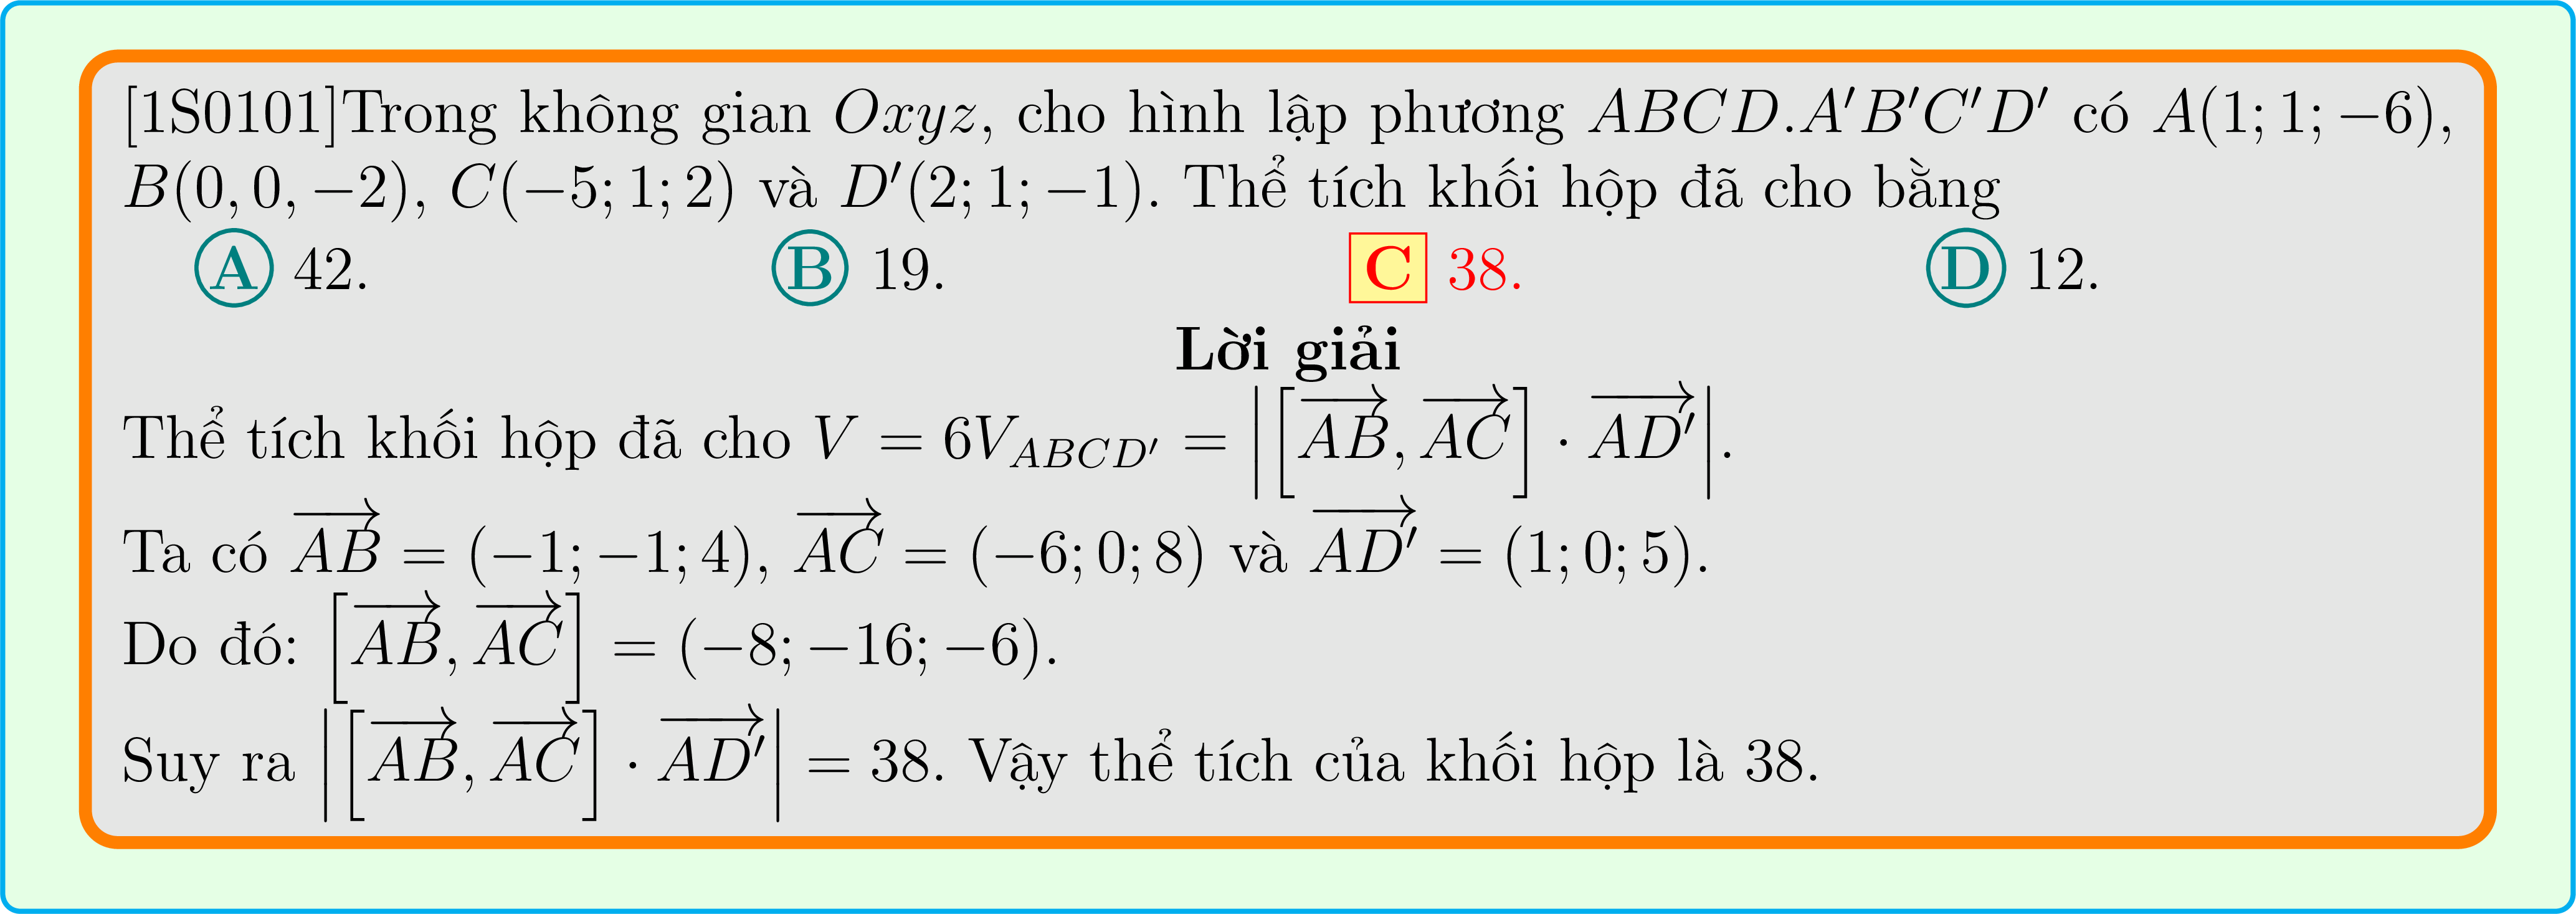 [1S0101]Trong không gian Oxyz, cho hình lập phương ABCD.A′B′C′D′ có A(1; 1; −6),
B(0, 0, −2), C(−5; 1; 2) và D′(2; 1; −1). Thể tích khối hộp đã cho bằng
A 42. B 19. C 38. D 12.
Lời giải
Thể tích khối hộp đã cho $V = 6V_{ABCD'} = \left|\left[\overrightarrow{AB}, \overrightarrow{AC}\right] \cdot \overrightarrow{AD'}\right|$.
Ta có $\overrightarrow{AB} = (-1; -1; 4)$, $\overrightarrow{AC} = (-6; 0; 8)$ và $\overrightarrow{AD'} = (1; 0; 5)$.
Do đó: $\left[\overrightarrow{AB}, \overrightarrow{AC}\right] = (-8; -16; -6)$.
Suy ra $\left|\left[\overrightarrow{AB}, \overrightarrow{AC}\right] \cdot \overrightarrow{AD'}\right| = 38$. Vậy thể tích của khối hộp là 38.